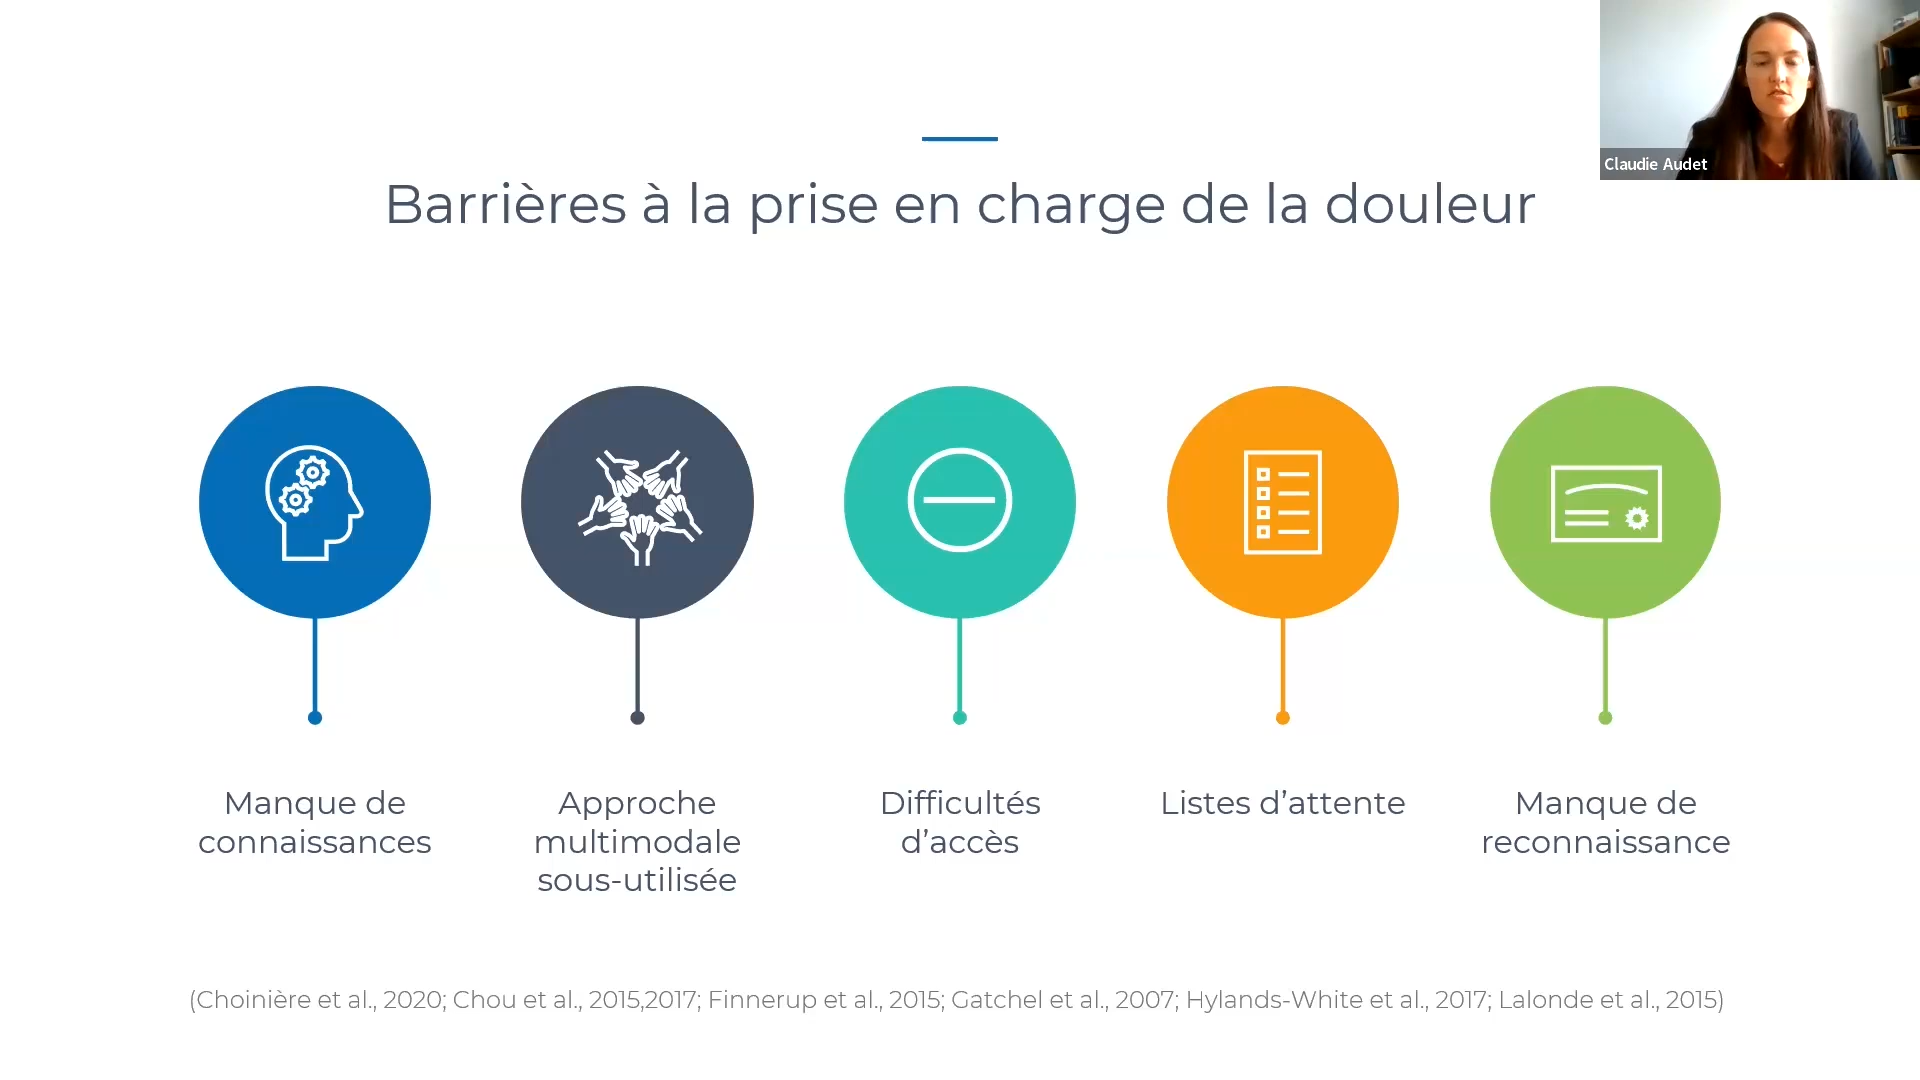 Claudie Audet
Barrières à la prise en charge de la douleur
Manque de
connaissances
Approche
multimodale
sous-utilisée
Difficultés
d’accès
Listes d’attente
Manque de
reconnaissance
(Choinière et al., 2020; Chou et al., 2015,2017; Finnerup et al., 2015; Gatchel et al., 2007; Hylands-White et al., 2017; Lalonde et al., 2015)